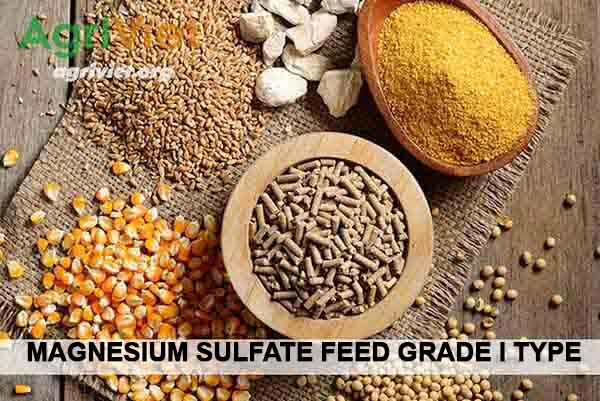 AgriViet
agriviet.org
MAGNESIUM SULFATE FEED GRADE I TYPE